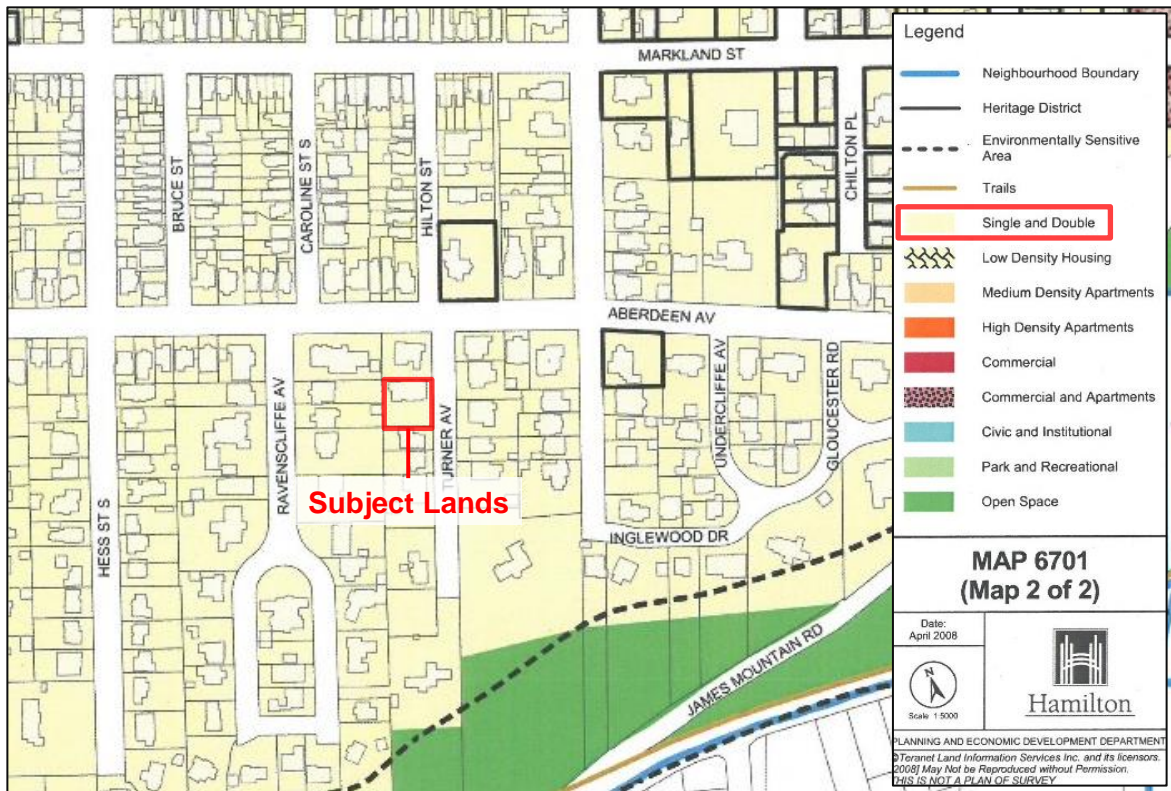 MARKLAND ST
BRUCE ST
CAROLINE ST S
HILTON ST
CHILTON PL
ABERDEEN AV
HESS ST S
RAVENSCLIFFE AV
TURNER AV
UNDERCLIFFE AV
GLOUCESTER RD
Subject Lands
INGLEWOOD DR
JAMES MOUNTAIN RD
Legend
Neighbourhood Boundary
Heritage District
Environmentally Sensitive
Area
Trails
Single and Double
Low Density Housing
Medium Density Apartments
High Density Apartments
Commercial
Commercial and Apartments
Civic and Institutional
Park and Recreational
Open Space
MAP 6701
(Map 2 of 2)
Date:
April 2008
N
Scale 1:5000
Hamilton
PLANNING AND ECONOMIC DEVELOPMENT DEPARTMENT
©Teranet Land Information Services Inc. and its licensors.
2008] May Not be Reproduced without Permission.
THIS IS NOT A PLAN OF SURVEY